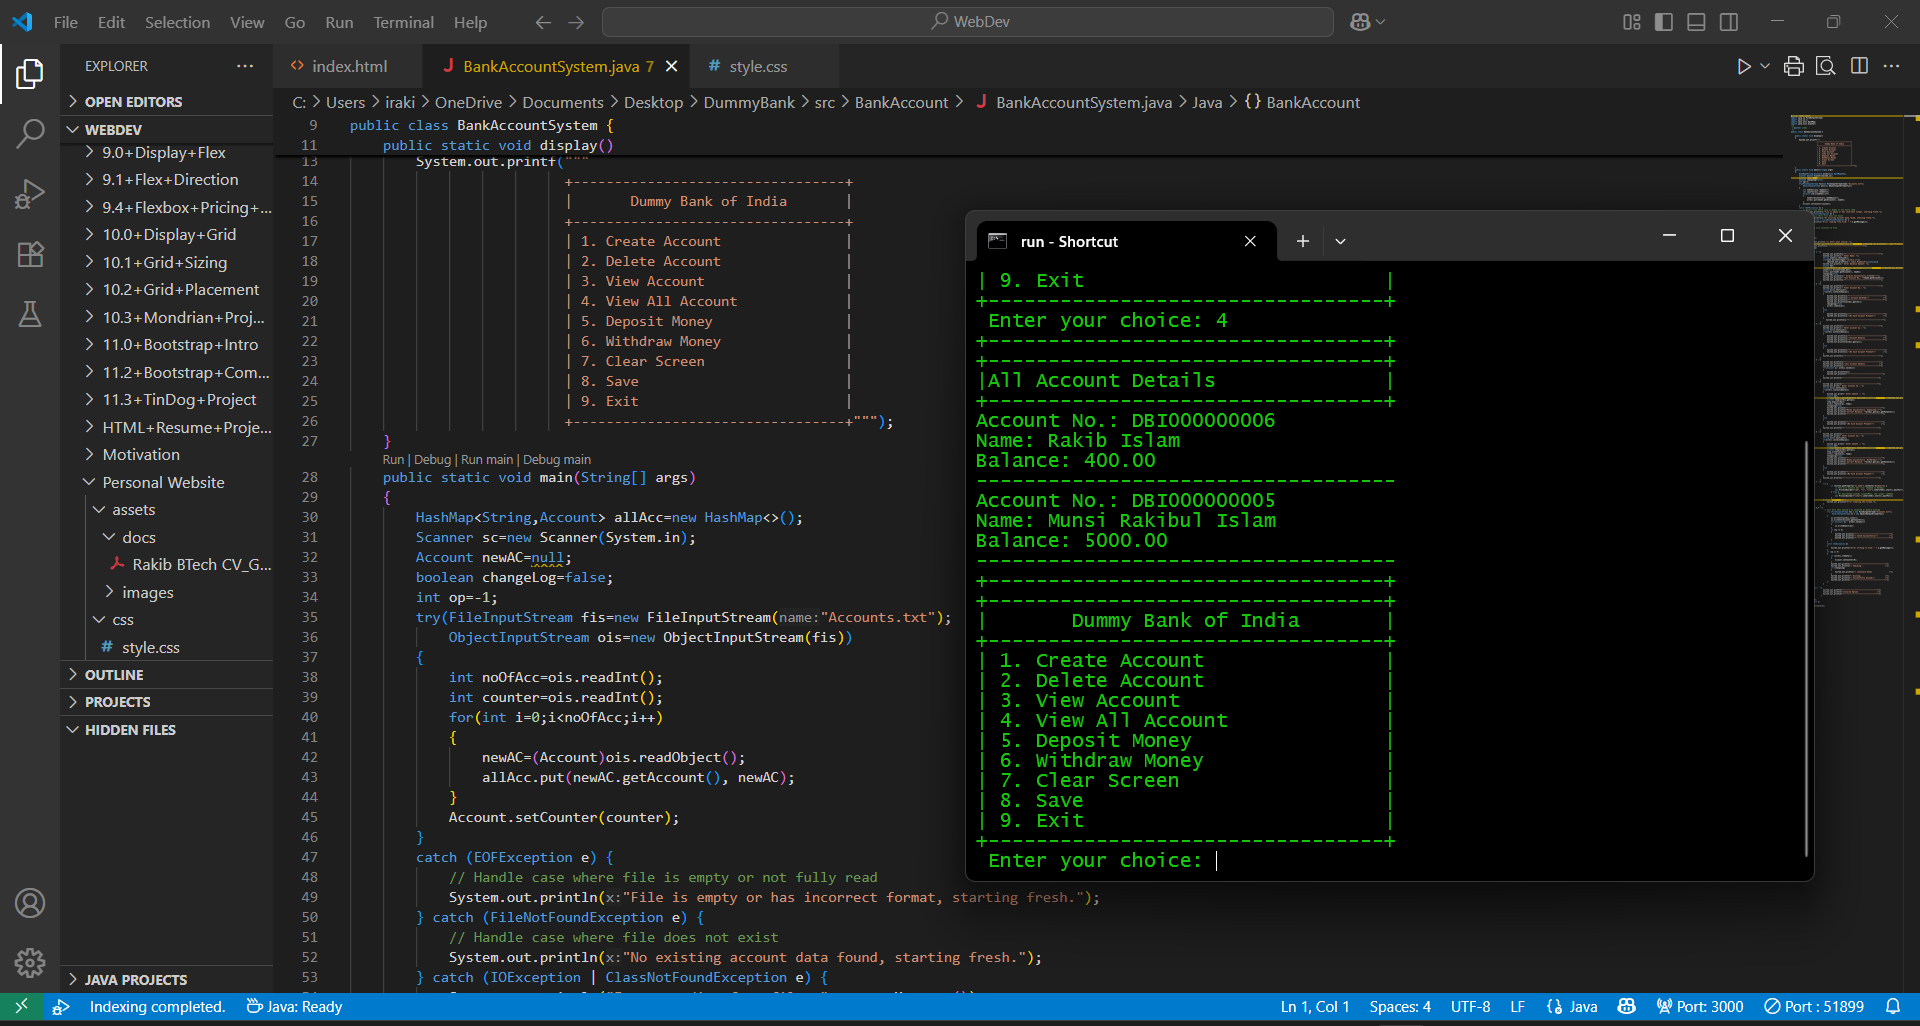 File Edit Selection View Go Run Terminal Help
WebDev
EXPLORER
OPEN EDITORS
WEBDEV
9.0+Display+Flex
9.1+Flex+Direction
9.4+Flexbox+Pricing+...
10.0+Display+Grid
10.1+Grid+Sizing
10.2+Grid+Placement
10.3+Mondrian+Proj...
11.0+Bootstrap+Intro
11.2+Bootstrap+Com...
11.3+TinDog+Project
HTML+Resume+Proje...
Motivation
Personal Website
assets
docs
Rakib BTech CV_G...
images
css
# style.css
OUTLINE
PROJECTS
HIDDEN FILES
JAVA PROJECTS
<> index.html
J BankAccountSystem.java 7
# style.css
C: > Users > iraki > OneDrive > Documents > Desktop > DummyBank > src > BankAccount > J BankAccountSystem.java > Java > {} BankAccount
9 public class BankAccountSystem {
11 public static void display()
13 System.out.printf("""
14 +---------------------------------+
15 | Dummy Bank of India |
16 +---------------------------------+
17 | 1. Create Account |
18 | 2. Delete Account |
19 | 3. View Account |
20 | 4. View All Account |
21 | 5. Deposit Money |
22 | 6. Withdraw Money |
23 | 7. Clear Screen |
24 | 8. Save |
25 | 9. Exit |
26 +---------------------------------+""");
27 }
Run | Debug | Run main | Debug main
28 public static void main(String[] args)
29 {
30 HashMap<String,Account> allAcc=new HashMap<>();
31 Scanner sc=new Scanner(System.in);
32 Account newAC=null;
33 boolean changeLog=false;
34 int op=-1;
35 try(FileInputStream fis=new FileInputStream(name:"Accounts.txt");
36 ObjectInputStream ois=new ObjectInputStream(fis))
37 {
38 int noOfAcc=ois.readInt();
39 int counter=ois.readInt();
40 for(int i=0;i<noOfAcc;i++)
41 {
42 newAC=(Account)ois.readObject();
43 allAcc.put(newAC.getAccount(), newAC);
44 }
45 Account.setCounter(counter);
46 }
47 catch (EOFException e) {
48 // Handle case where file is empty or not fully read
49 System.out.println(x:"File is empty or has incorrect format, starting fresh.");
50 } catch (FileNotFoundException e) {
51 // Handle case where file does not exist
52 System.out.println(x:"No existing account data found, starting fresh.");
53 } catch (IOException | ClassNotFoundException e) {
run - Shortcut
| 9. Exit |
+---------------------------------+
Enter your choice: 4
+---------------------------------+
+---------------------------------+
|All Account Details |
+---------------------------------+
Account No.: DBI000000006
Name: Rakib Islam
Balance: 400.00
-----------------------------------
Account No.: DBI000000005
Name: Munsi Rakibul Islam
Balance: 5000.00
-----------------------------------
+---------------------------------+
+---------------------------------+
| Dummy Bank of India |
+---------------------------------+
| 1. Create Account |
| 2. Delete Account |
| 3. View Account |
| 4. View All Account |
| 5. Deposit Money |
| 6. Withdraw Money |
| 7. Clear Screen |
| 8. Save |
| 9. Exit |
+---------------------------------+
Enter your choice:
Indexing completed. Java: Ready
Ln 1, Col 1 Spaces: 4 UTF-8 LF {} Java Port: 3000 Port : 51899